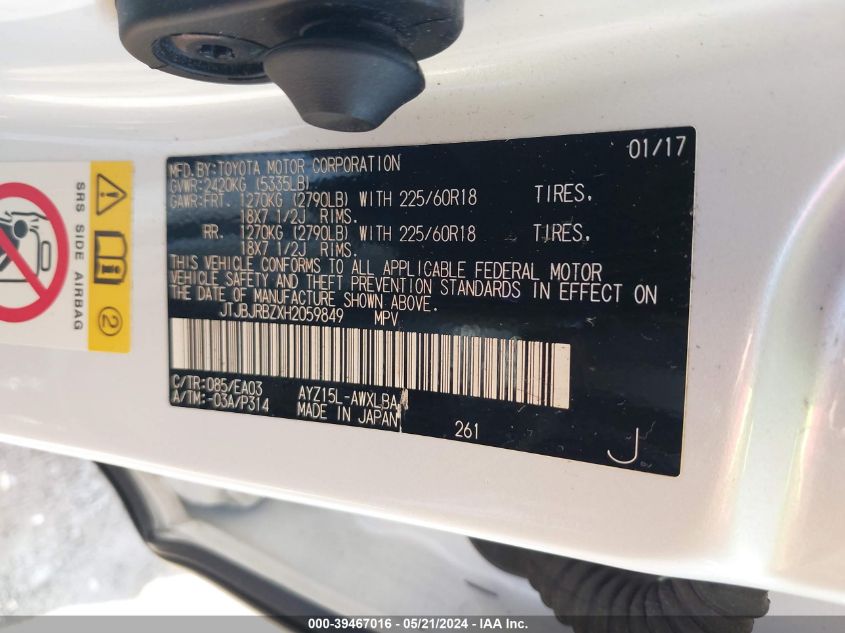 01/17
MFD. BY:TOYOTA MOTOR CORPORATION
GVWR:2420KG (5335LB)
GAWR:FRT. 1270KG (2790LB) WITH 225/60R18 TIRES,
18X7 1/2J RIMS.
RR. 1270KG (2790LB) WITH 225/60R18 TIRES,
18X7 1/2J RIMS.
THIS VEHICLE CONFORMS TO ALL APPLICABLE FEDERAL MOTOR
VEHICLE SAFETY AND THEFT PREVENTION STANDARDS IN EFFECT ON
THE DATE OF MANUFACTURE SHOWN ABOVE.
JTJBJRBZXH2059849 MPV
C/TR:085/EA03 AYZ15L-AWXLBA
A/TM:-03A/P314 MADE IN JAPAN
261 J
SRS SIDE AIRBAG
2
000-39467016 - 05/21/2024 - IAA Inc.